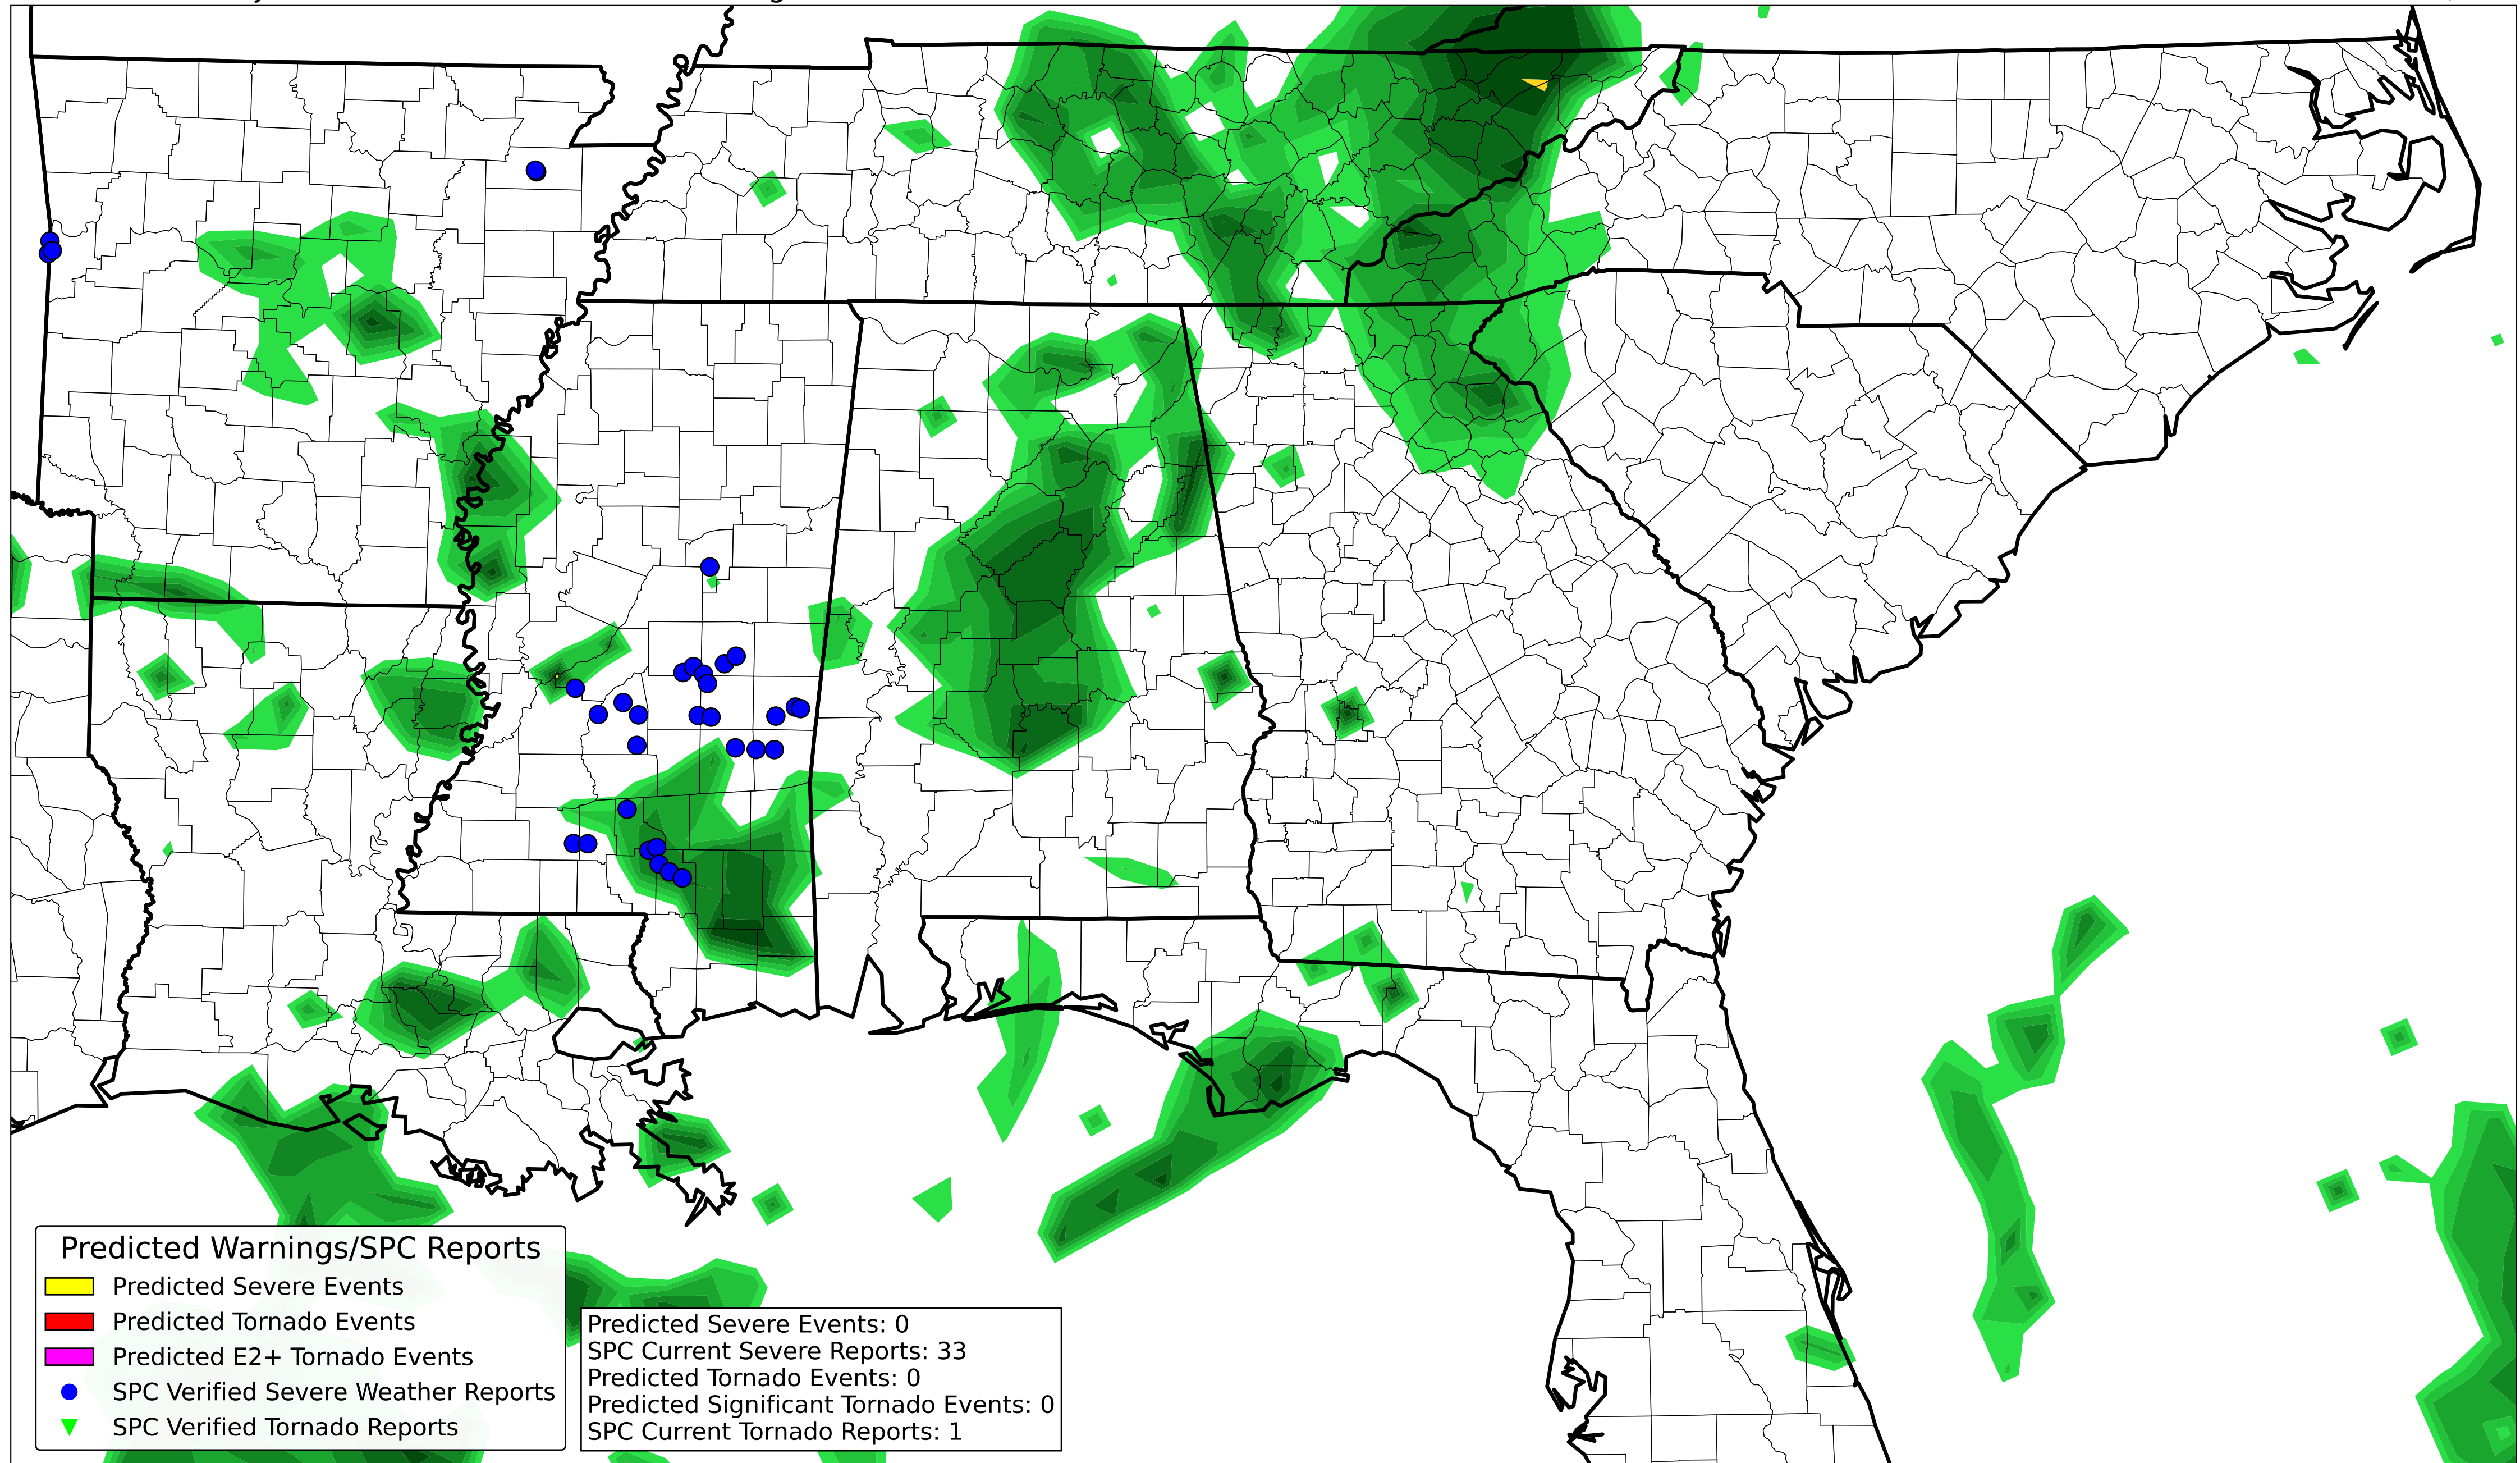 Predicted Warnings/SPC Reports
Predicted Severe Events
Predicted Tornado Events
Predicted E2+ Tornado Events
SPC Verified Severe Weather Reports
SPC Verified Tornado Reports
Predicted Severe Events: 0
SPC Current Severe Reports: 33
Predicted Tornado Events: 0
Predicted Significant Tornado Events: 0
SPC Current Tornado Reports: 1